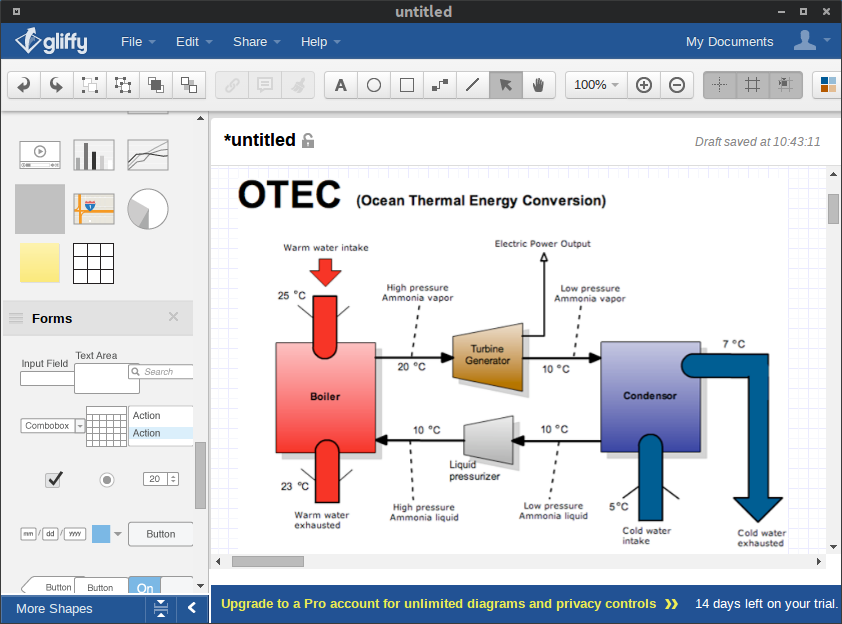 untitled
gliffy
File
Edit
Share
Help
My Documents
A
100%
*untitled
Draft saved at 10:43:11
OTEC (Ocean Thermal Energy Conversion)
Warm water intake
Electric Power Output
High pressure
Ammonia vapor
Low pressure
Ammonia vapor
25 °C
7 °C
Turbine
Generator
20 °C
10 °C
Boiler
Condensor
10 °C
10 °C
Liquid
pressurizer
23 °C
5°C
High pressure
Ammonia liquid
Low pressure
Ammonia liquid
Warm water
exhausted
Cold water
intake
Cold water
exhausted
Forms
Input Field
Text Area
Search
Combobox
Action
Action
20
mm / dd / yyyy
Button
Button
Button
On
More Shapes
Upgrade to a Pro account for unlimited diagrams and privacy controls
14 days left on your trial.